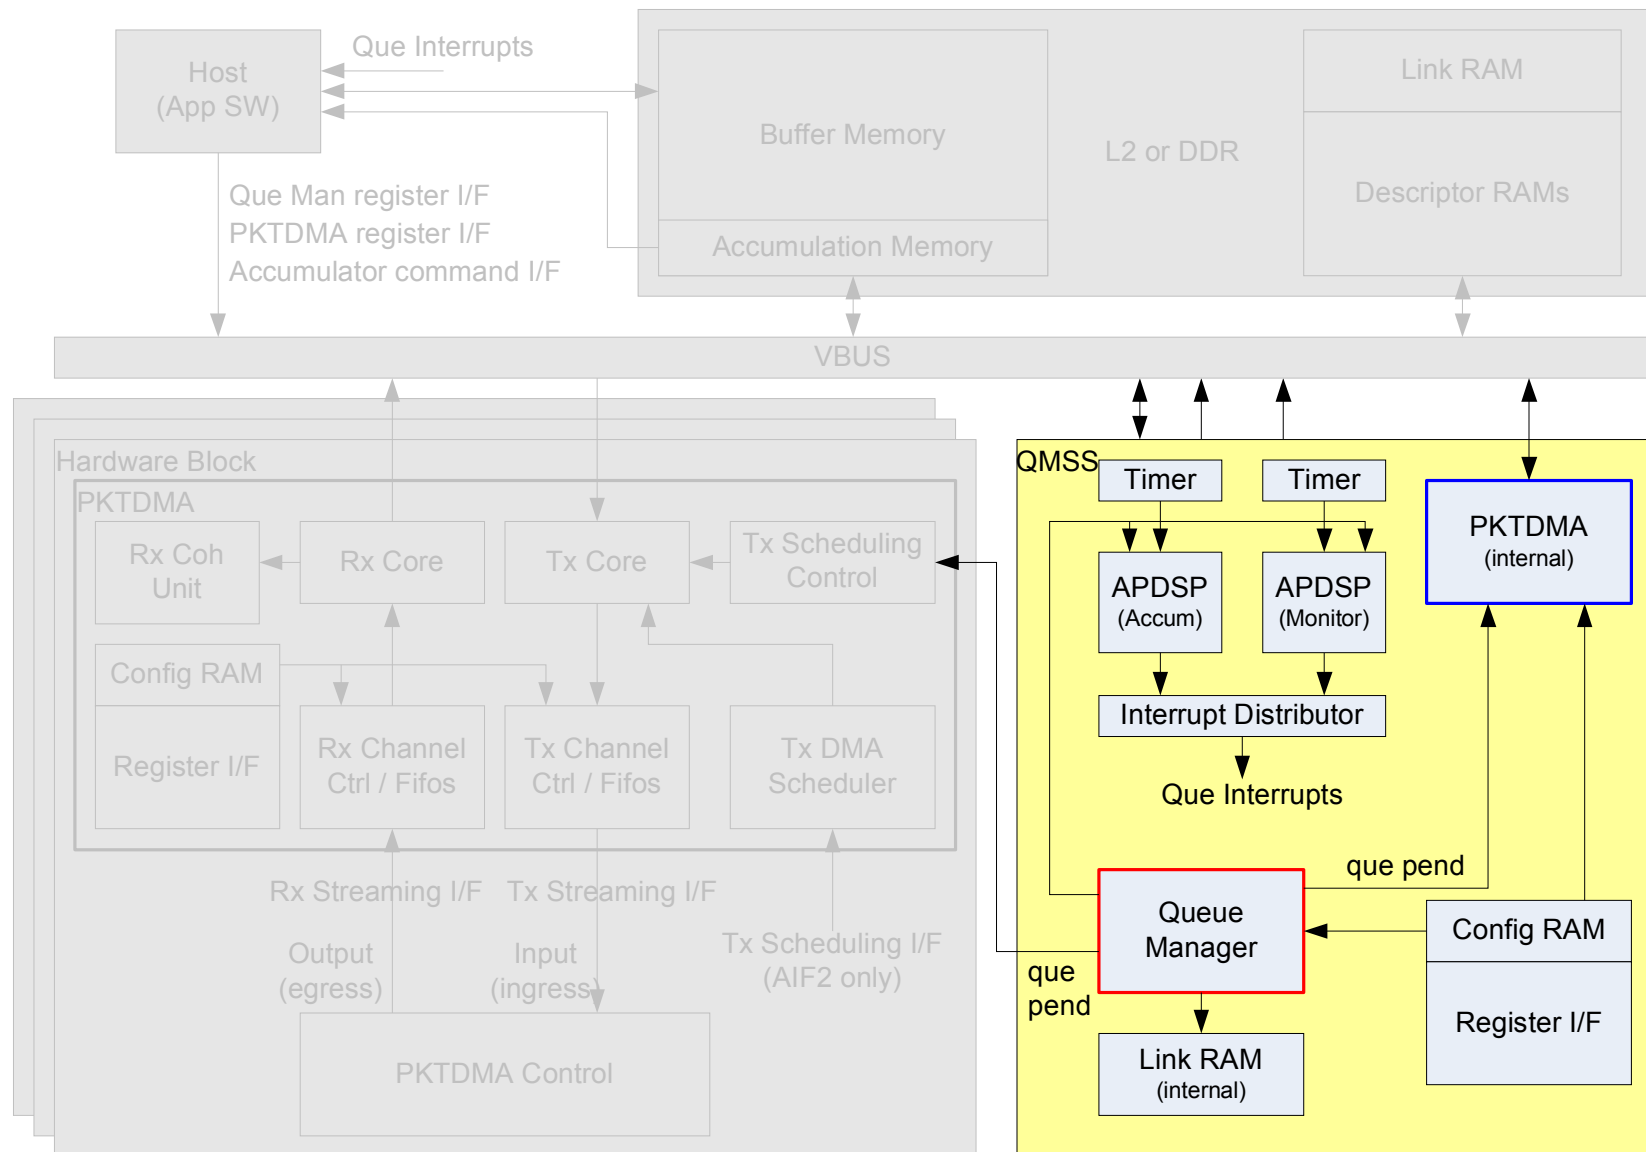 Host
(App SW)
Que Interrupts
Que Man register I/F
PKTDMA register I/F
Accumulator command I/F
Buffer Memory
Accumulation Memory
L2 or DDR
Link RAM
Descriptor RAMs
VBUS
Hardware Block
PKTDMA
Rx Coh
Unit
Rx Core
Tx Core
Tx Scheduling
Control
Config RAM
Register I/F
Rx Channel
Ctrl / Fifos
Tx Channel
Ctrl / Fifos
Tx DMA
Scheduler
Rx Streaming I/F
Tx Streaming I/F
Output
(egress)
Input
(ingress)
Tx Scheduling I/F
(AIF2 only)
PKTDMA Control
QMSS
Timer
Timer
APDSP
(Accum)
APDSP
(Monitor)
PKTDMA
(internal)
Interrupt Distributor
Que Interrupts
que pend
Queue
Manager
que
pend
Config RAM
Register I/F
Link RAM
(internal)